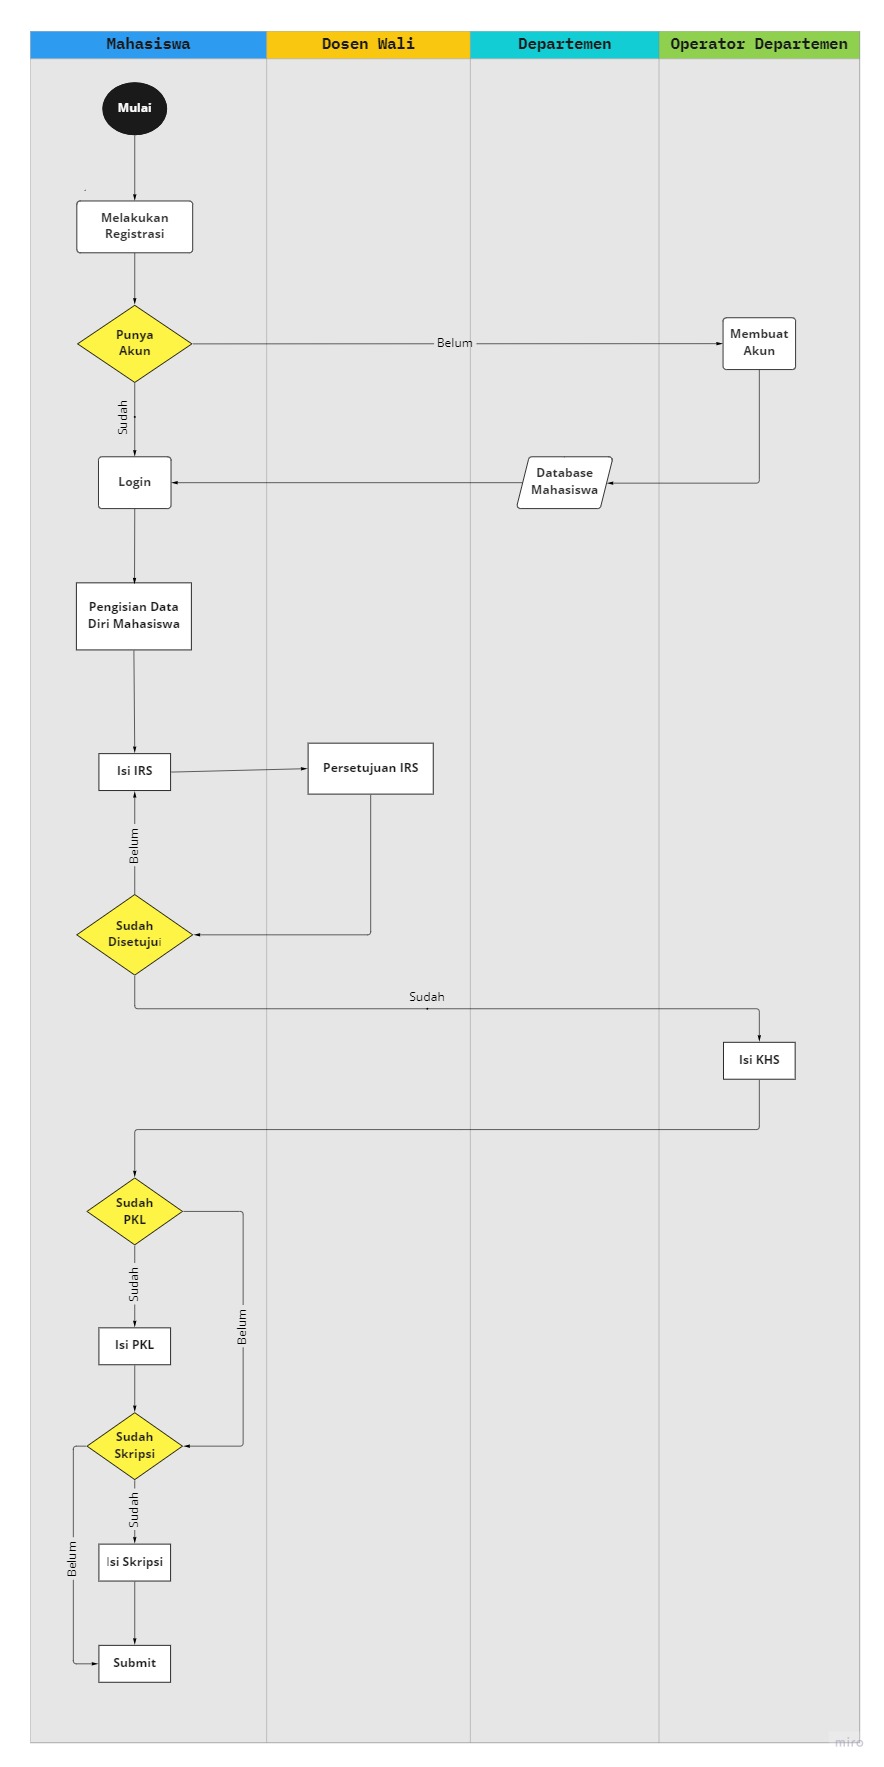 Mahasiswa
Dosen Wali
Departemen
Operator Departemen
Mulai
Melakukan
Registrasi
Punya
Akun
Belum
Membuat
Akun
Sudah
Login
Database
Mahasiswa
Pengisian Data
Diri Mahasiswa
Isi IRS
Persetujuan IRS
Belum
Sudah
Disetujui
Sudah
Isi KHS
Sudah
PKL
Sudah
Belum
Isi PKL
Sudah
Skripsi
Sudah
Belum
Isi Skripsi
Submit
miro